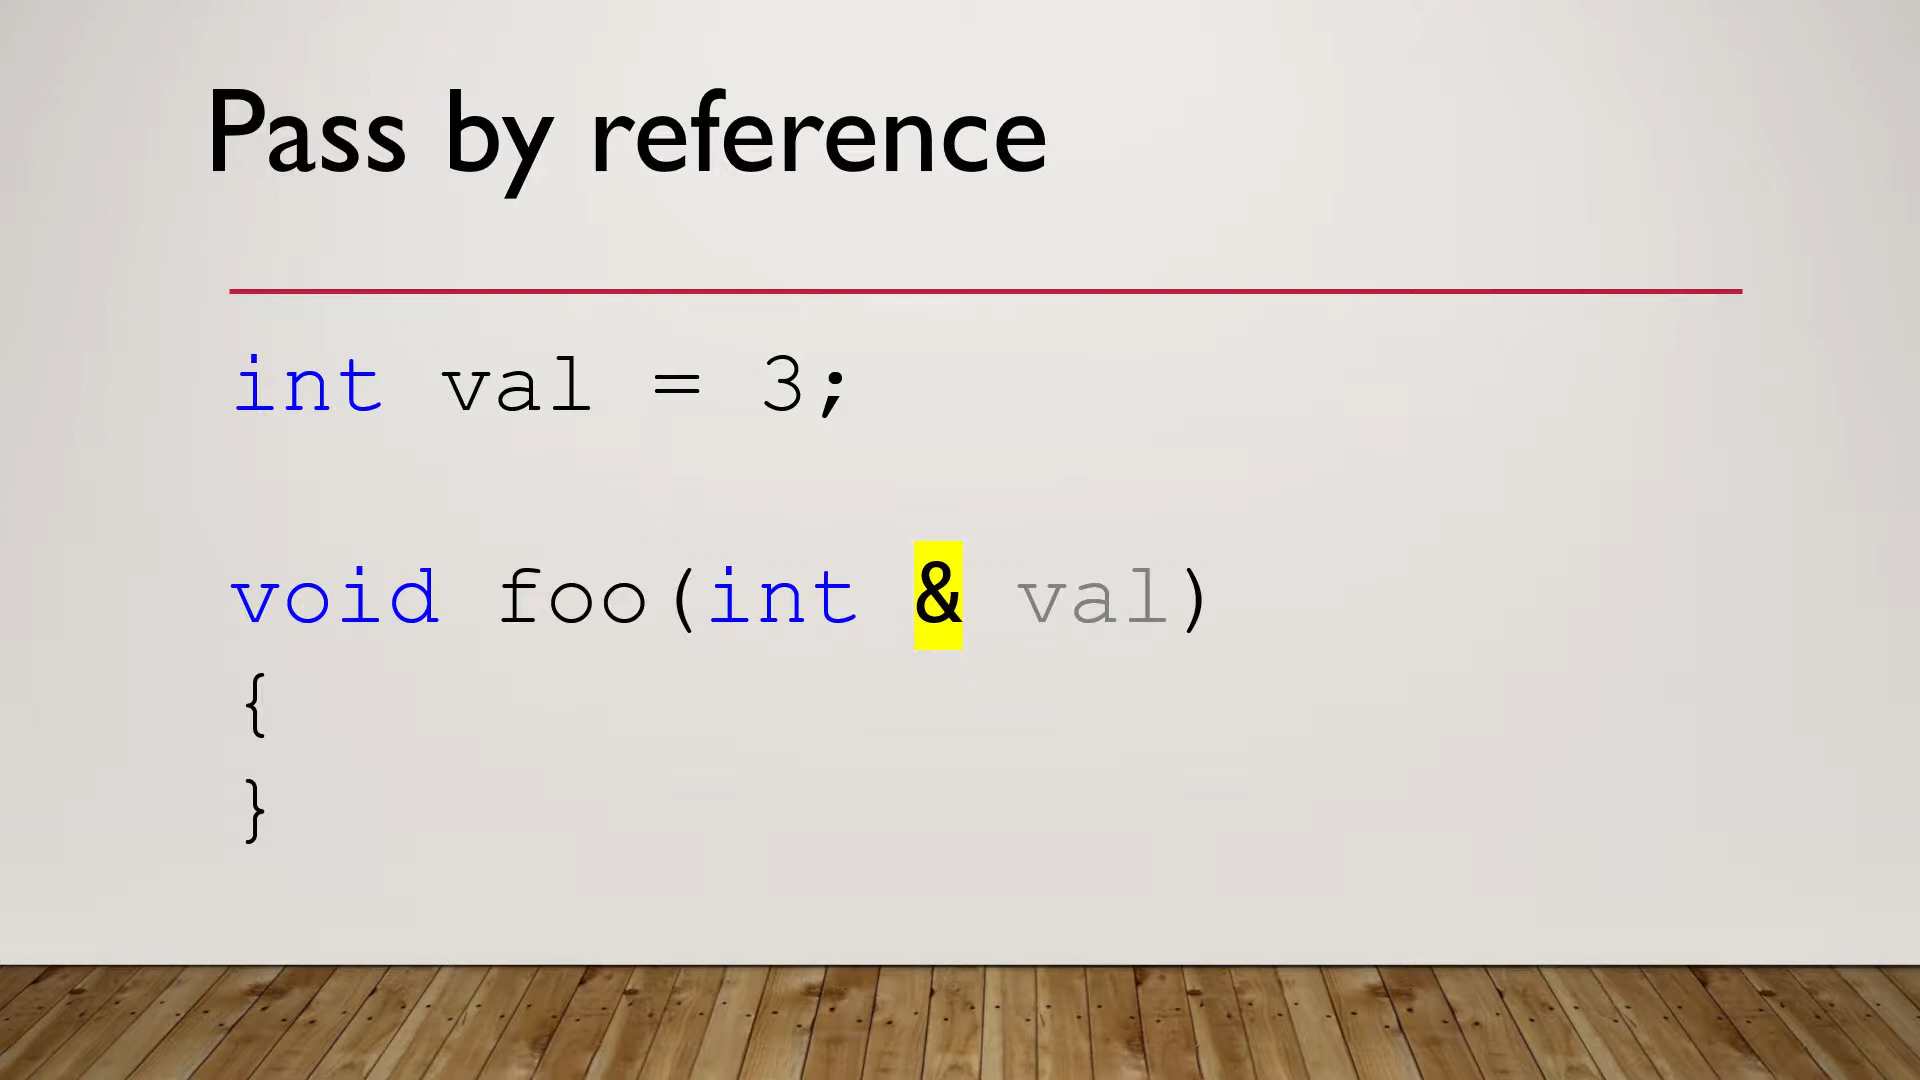 Pass by reference
int val = 3;
void foo(int & val)
{
}